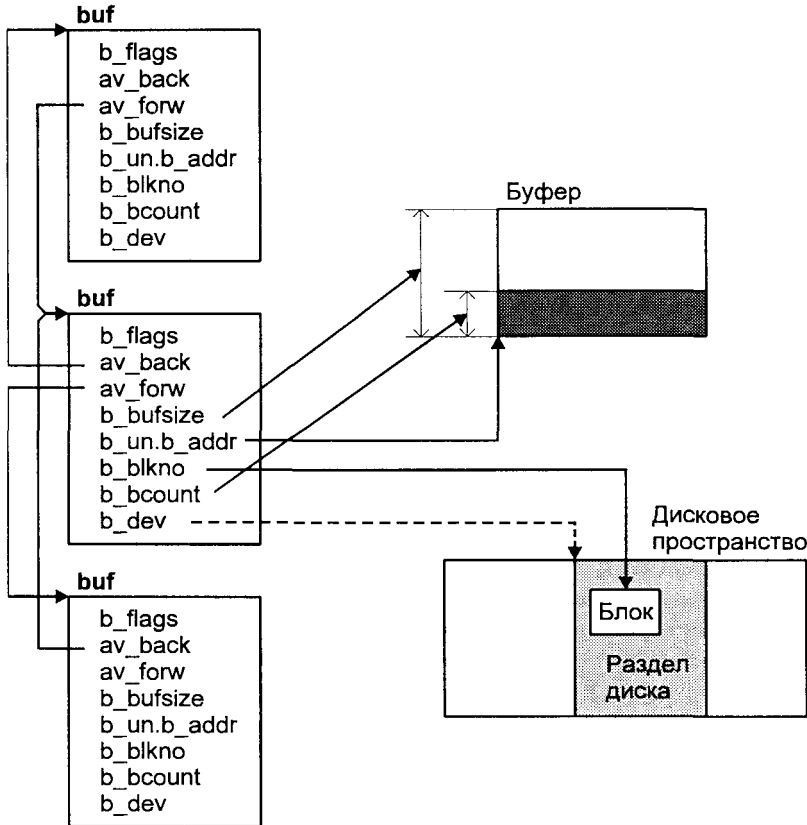 buf
b_flags
av_back
av_forw
b_bufsize
b_un.b_addr
b_blkno
b_bcount
b_dev
buf
b_flags
av_back
av_forw
b_bufsize
b_un.b_addr
b_blkno
b_bcount
b_dev
buf
b_flags
av_back
av_forw
b_bufsize
b_un.b_addr
b_blkno
b_bcount
b_dev
Буфер
Дисковое
пространство
Блок
Раздел
диска